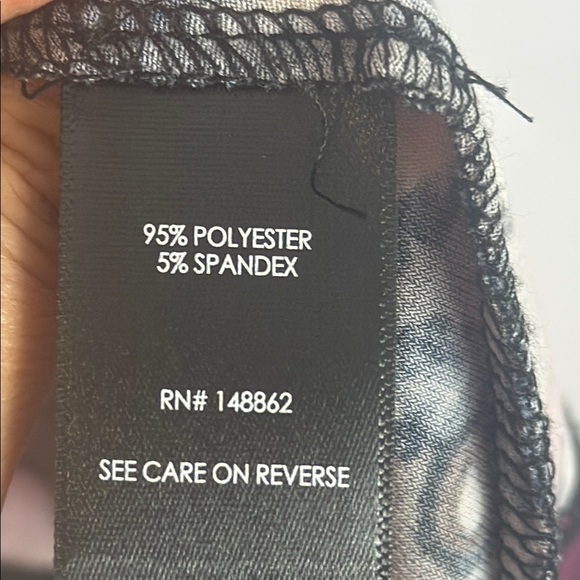 95% POLYESTER
5% SPANDEX
RN# 148862
SEE CARE ON REVERSE